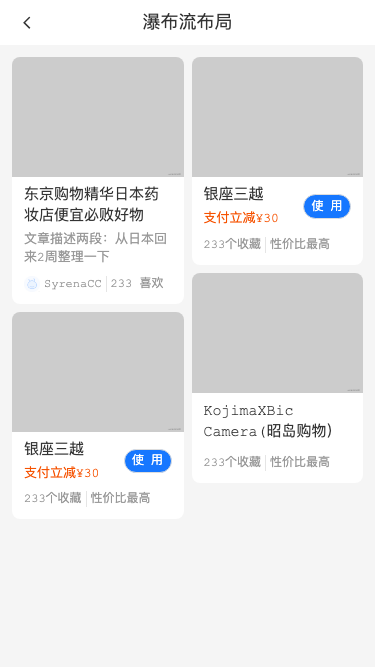 瀑布流布局
东京购物精华日本药
妆店便宜必败好物
文章描述两段：从日本回
来2周整理一下
SyrenaCC
233 喜欢
银座三越
支付立减¥30
使 用
233个收藏
性价比最高
银座三越
支付立减¥30
使 用
233个收藏
性价比最高
KojimaXBic
Camera(昭岛购物）
233个收藏
性价比最高